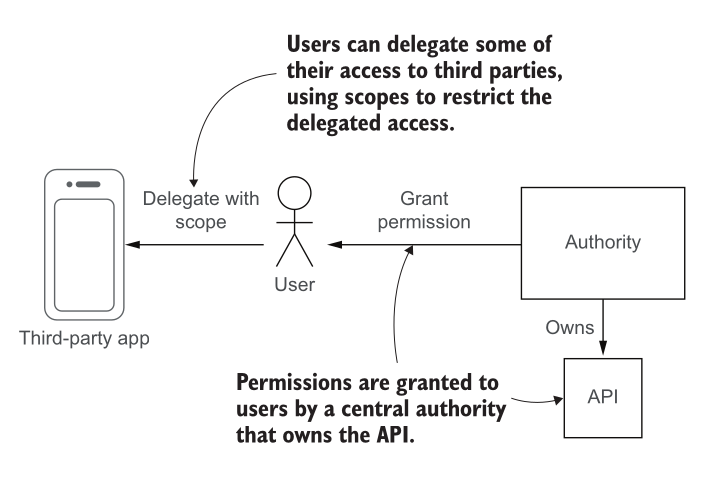 Users can delegate some of
their access to third parties,
using scopes to restrict the
delegated access.
Delegate with
scope
Grant
permission
Authority
User
Third-party app
Owns
API
Permissions are granted to
users by a central authority
that owns the API.